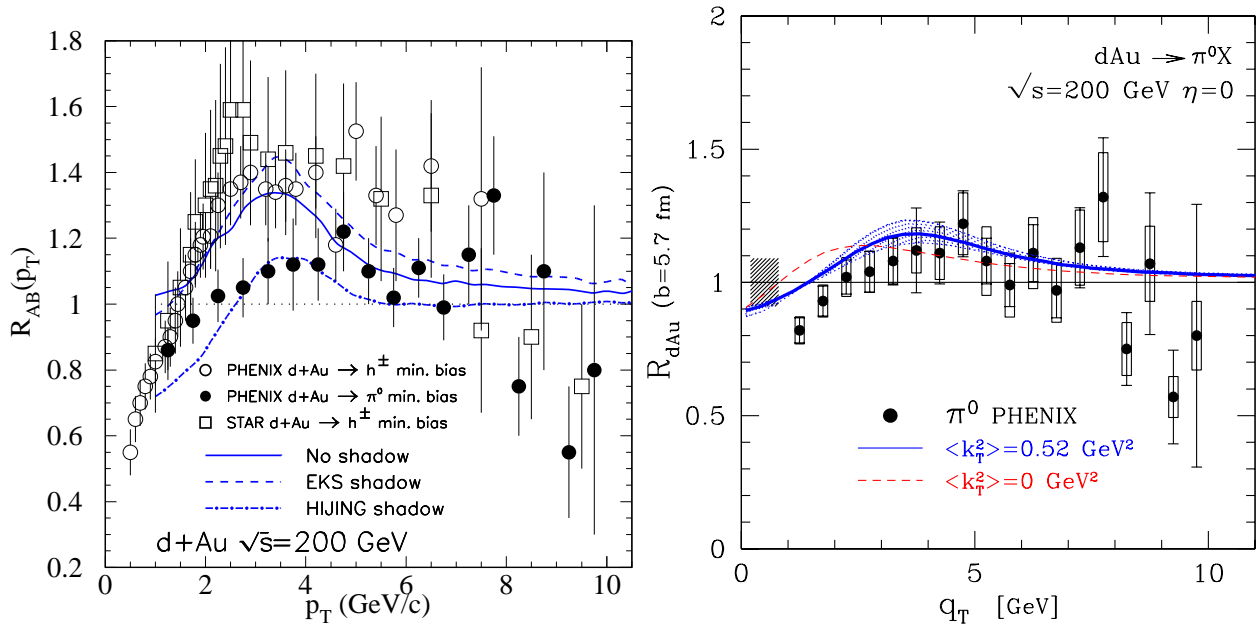 1.8
1.6
1.4
1.2
1
0.8
0.6
0.4
0.2
R_AB(p_T)
PHENIX d+Au → h± min. bias
PHENIX d+Au → π⁰ min. bias
STAR d+Au → h± min. bias
No shadow
EKS shadow
HIJING shadow
d+Au √s=200 GeV
0 2 4 6 8 10
p_T (GeV/c)
2
1.5
1
0.5
0
R_dAu (b=5.7 fm)
dAu → π⁰X
√s=200 GeV η=0
π⁰ PHENIX
<k_T²>=0.52 GeV²
<k_T²>=0 GeV²
0 5 10
q_T [GeV]